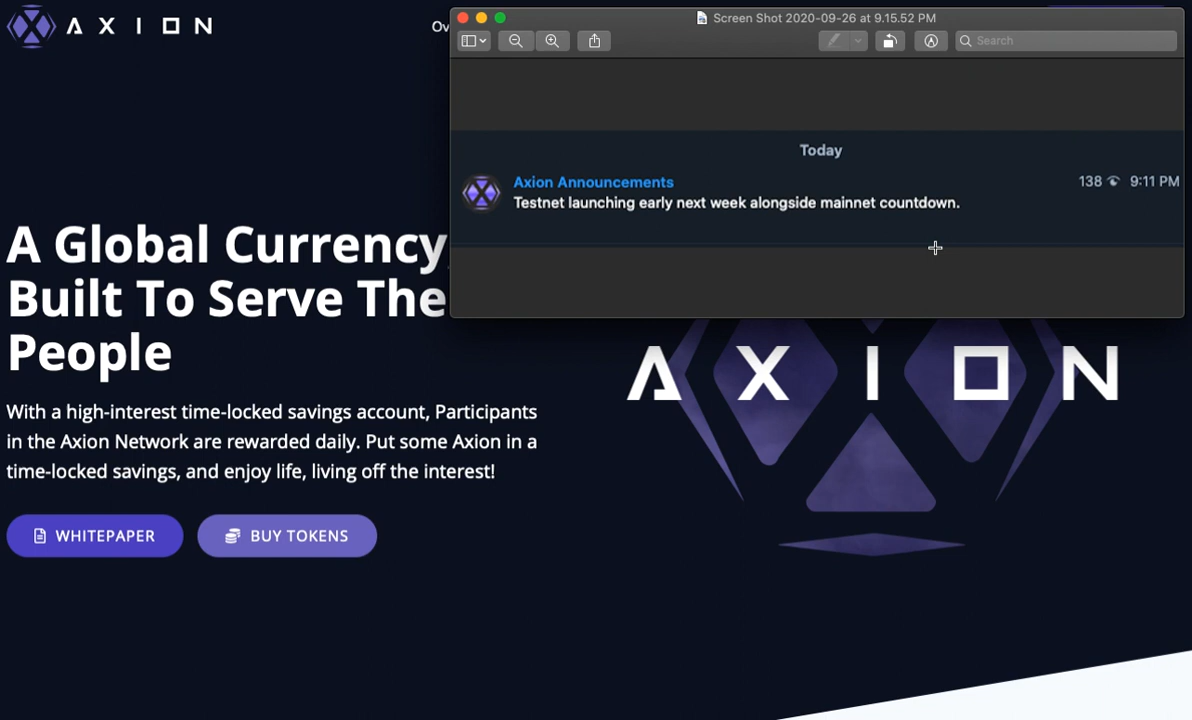 AXION
Ov
Screen Shot 2020-09-26 at 9.15.52 PM
Search
Today
Axion Announcements
138 9:11 PM
Testnet launching early next week alongside mainnet countdown.
A Global Currency,
Built To Serve The
People
AXION
With a high-interest time-locked savings account, Participants
in the Axion Network are rewarded daily. Put some Axion in a
time-locked savings, and enjoy life, living off the interest!
WHITEPAPER
BUY TOKENS